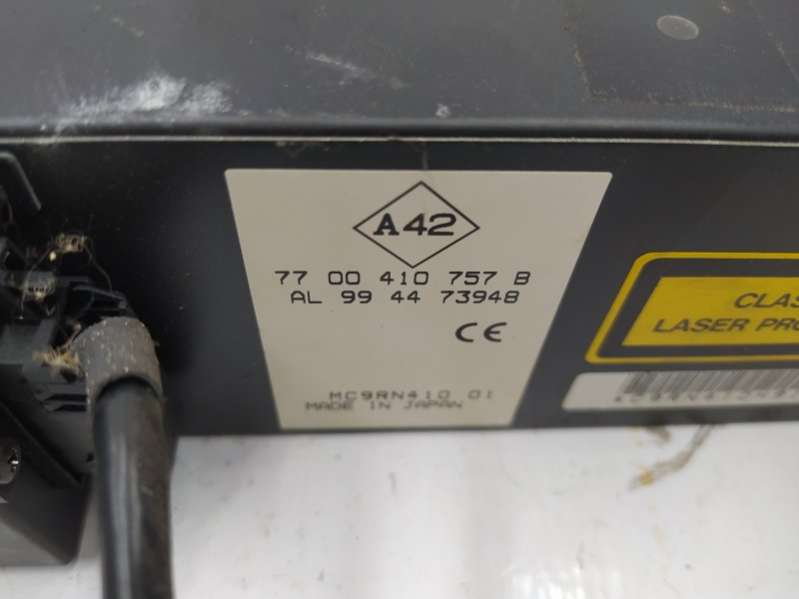 A42
77 00 410 757 B
AL 99 44 73948
CE
MC9RN410 01
MADE IN JAPAN
CLAS
LASER PRO